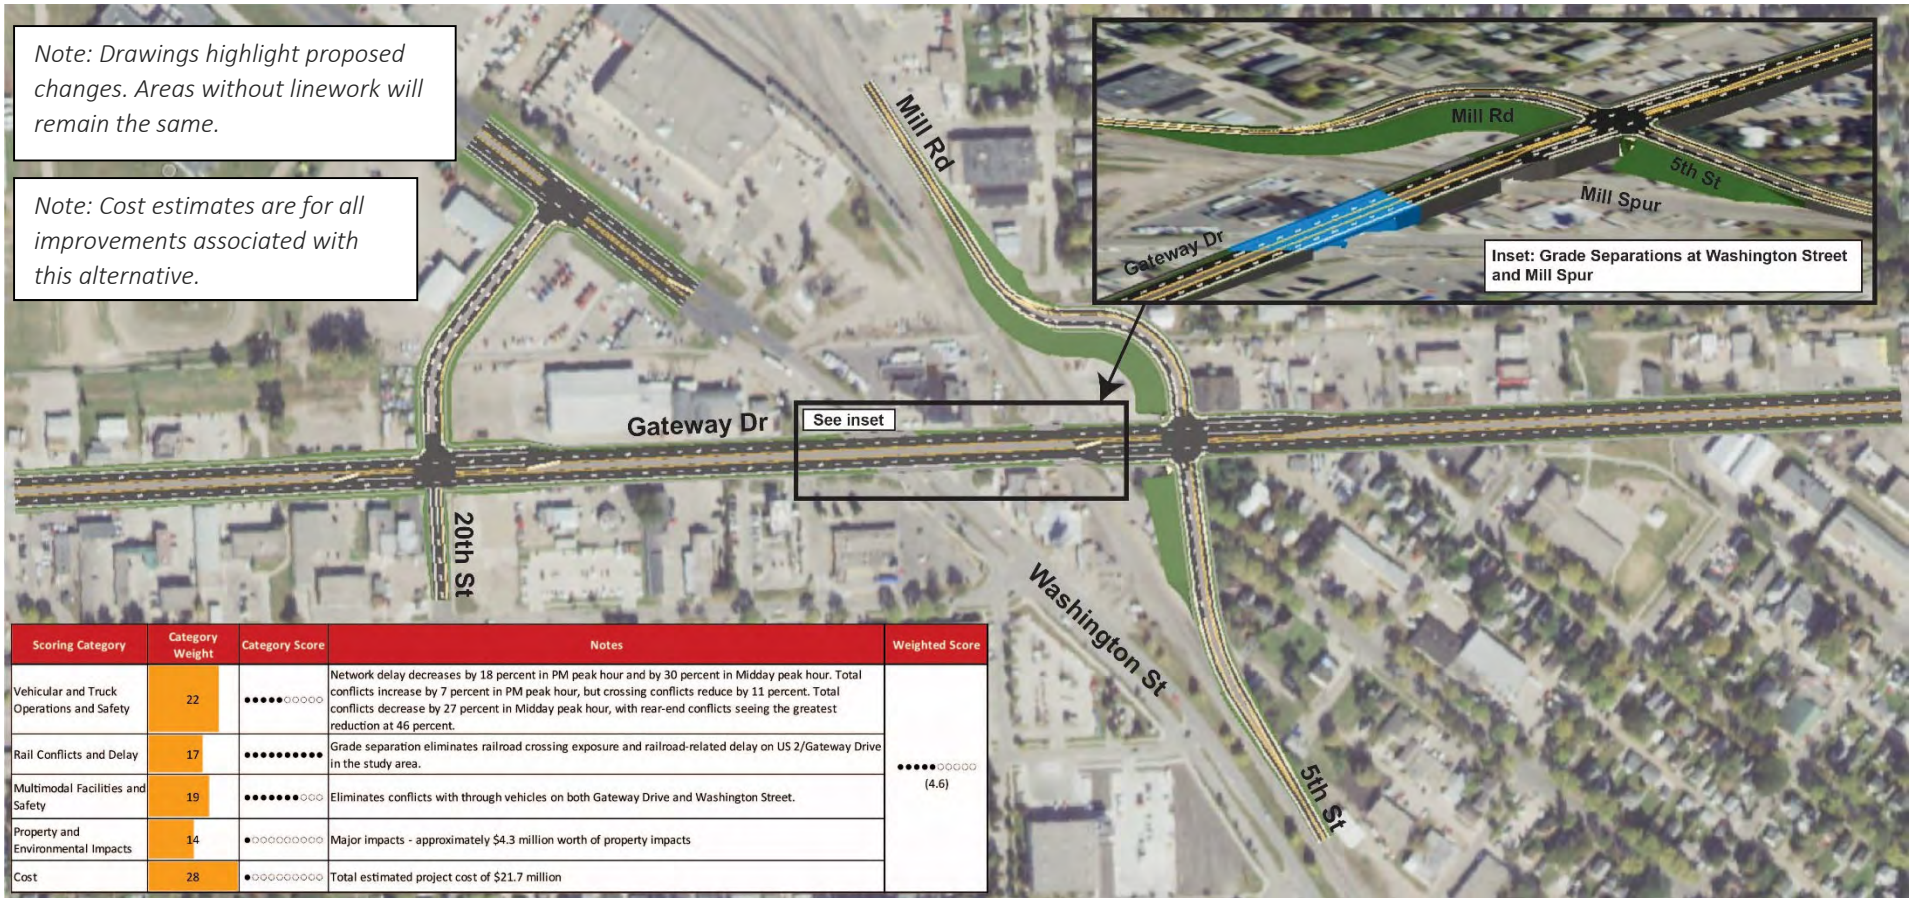 Note: Drawings highlight proposed
changes. Areas without linework will
remain the same.
Note: Cost estimates are for all
improvements associated with
this alternative.
Mill Rd
Mill Rd
5th St
Mill Spur
Gateway Dr
Inset: Grade Separations at Washington Street
and Mill Spur
See inset
Gateway Dr
20th St
Washington St
5th St
Scoring Category
Category
Weight
Category Score
Notes
Weighted Score
Vehicular and Truck
Operations and Safety
22
●●●●●○○○○○
Network delay decreases by 18 percent in PM peak hour and by 30 percent in Midday peak hour. Total
conflicts increase by 7 percent in PM peak hour, but crossing conflicts reduce by 11 percent. Total
conflicts decrease by 27 percent in Midday peak hour, with rear-end conflicts seeing the greatest
reduction at 46 percent.
Rail Conflicts and Delay
17
●●●●●●●●●●
Grade separation eliminates railroad crossing exposure and railroad-related delay on US 2/Gateway Drive
in the study area.
Multimodal Facilities and
Safety
19
●●●●●●●○○○
Eliminates conflicts with through vehicles on both Gateway Drive and Washington Street.
Property and
Environmental Impacts
14
●○○○○○○○○○
Major impacts - approximately $4.3 million worth of property impacts
Cost
28
●○○○○○○○○○
Total estimated project cost of $21.7 million
●●●●●○○○○○
(4.6)